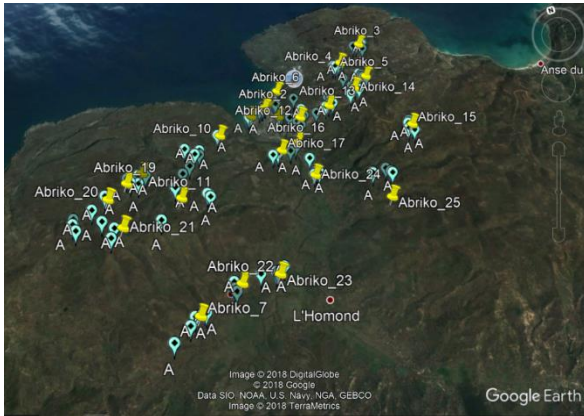 N
Abriko_3
Abriko_4
Abriko_5
Anse du
Abriko_6
Abriko_2
Abriko_13
Abriko_14
Abriko_12
Abriko_15
Abriko_16
Abriko_10
Abriko_17
Abriko_19
Abriko_11
Abriko_24
Abriko_20
Abriko_25
Abriko_21
Abriko_22
Abriko_23
Abriko_7
L'Homond
A
Image © 2018 DigitalGlobe
© 2018 Google
Data SIO, NOAA, U.S. Navy, NGA, GEBCO
Image © 2018 TerraMetrics
Google Earth